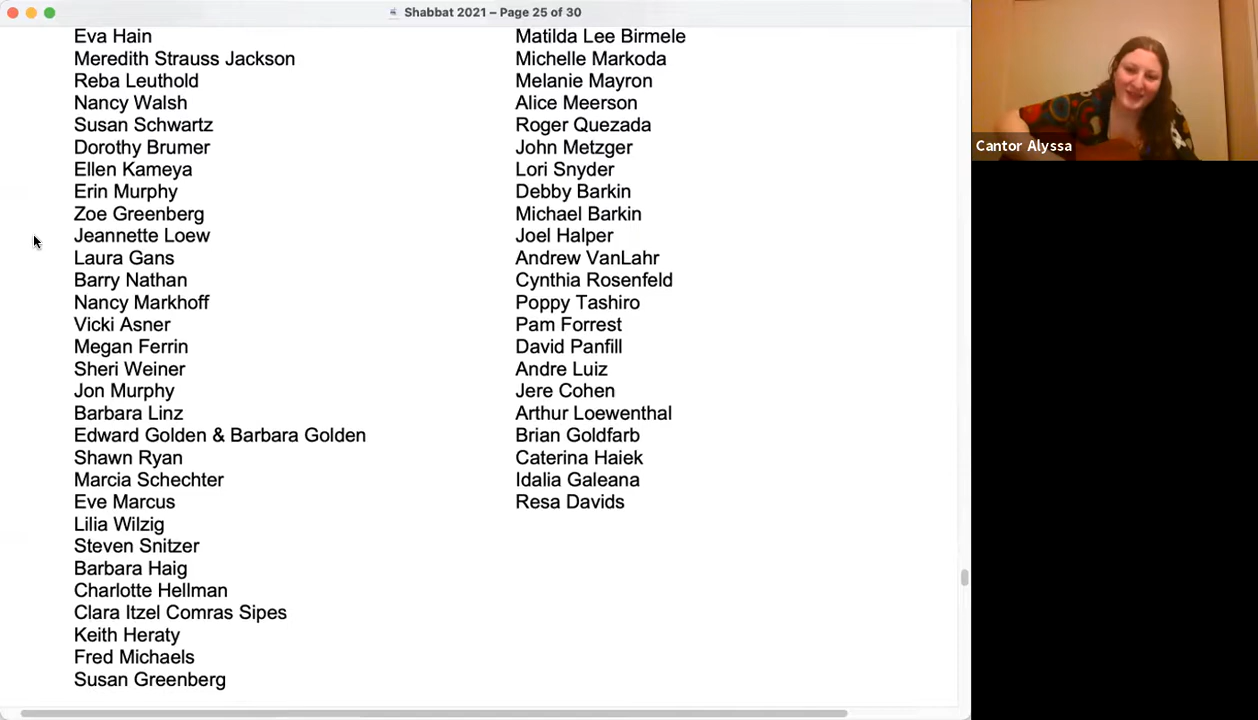 Shabbat 2021 – Page 25 of 30
Eva Hain
Meredith Strauss Jackson
Reba Leuthold
Nancy Walsh
Susan Schwartz
Dorothy Brumer
Ellen Kameya
Erin Murphy
Zoe Greenberg
Jeannette Loew
Laura Gans
Barry Nathan
Nancy Markhoff
Vicki Asner
Megan Ferrin
Sheri Weiner
Jon Murphy
Barbara Linz
Edward Golden & Barbara Golden
Shawn Ryan
Marcia Schechter
Eve Marcus
Lilia Wilzig
Steven Snitzer
Barbara Haig
Charlotte Hellman
Clara Itzel Comras Sipes
Keith Heraty
Fred Michaels
Susan Greenberg
Matilda Lee Birmele
Michelle Markoda
Melanie Mayron
Alice Meerson
Roger Quezada
John Metzger
Lori Snyder
Debby Barkin
Michael Barkin
Joel Halper
Andrew VanLahr
Cynthia Rosenfeld
Poppy Tashiro
Pam Forrest
David Panfill
Andre Luiz
Jere Cohen
Arthur Loewenthal
Brian Goldfarb
Caterina Haiek
Idalia Galeana
Resa Davids
Cantor Alyssa